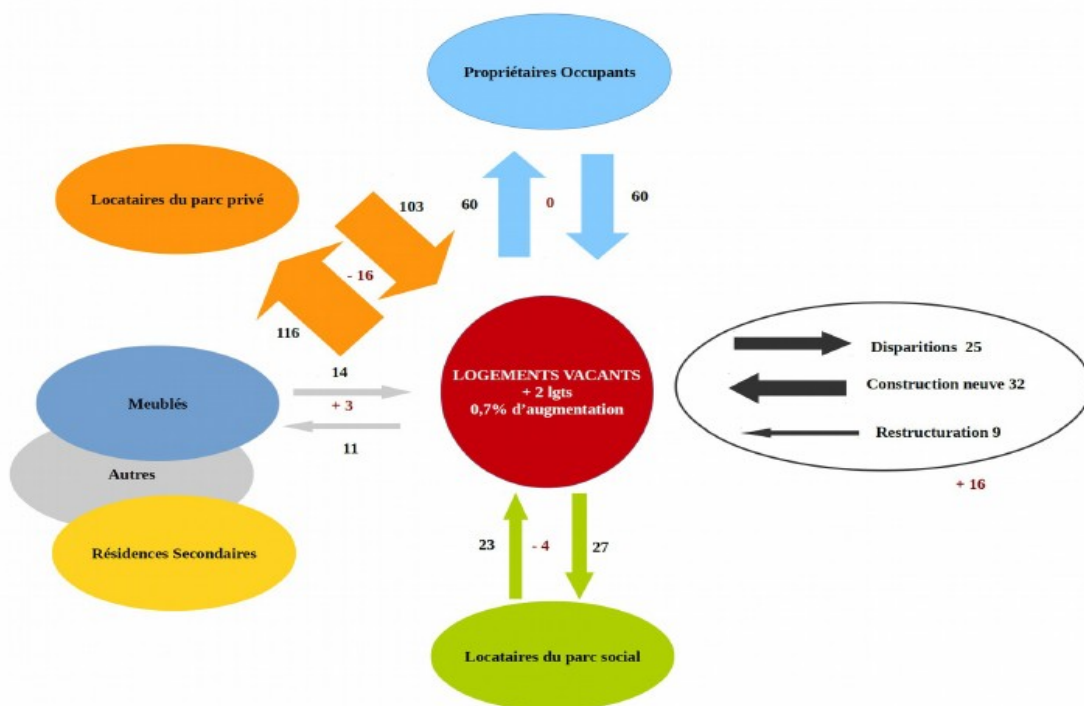 Propriétaires Occupants
Locataires du parc privé
103
60
0
60
- 16
116
14
+ 3
11
Meublés
Autres
Résidences Secondaires
LOGEMENTS VACANTS
+ 2 lgts
0,7% d’augmentation
Disparitions 25
Construction neuve 32
Restructuration 9
+ 16
23
- 4
27
Locataires du parc social